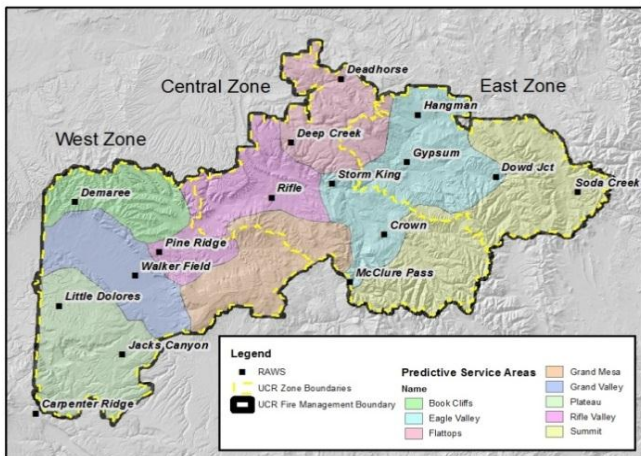 Deadhorse
Central Zone
East Zone
Hangman
Deep Creek
West Zone
Gypsum
Dowd Jct
Storm King
Soda Creek
Demaree
Rifle
Crown
Pine Ridge
Walker Field
McClure Pass
Little Dolores
Jacks Canyon
Carpenter Ridge
Legend
RAWS
UCR Zone Boundaries
UCR Fire Management Boundary
Predictive Service Areas
Name
Book Cliffs
Eagle Valley
Flattops
Grand Mesa
Grand Valley
Plateau
Rifle Valley
Summit